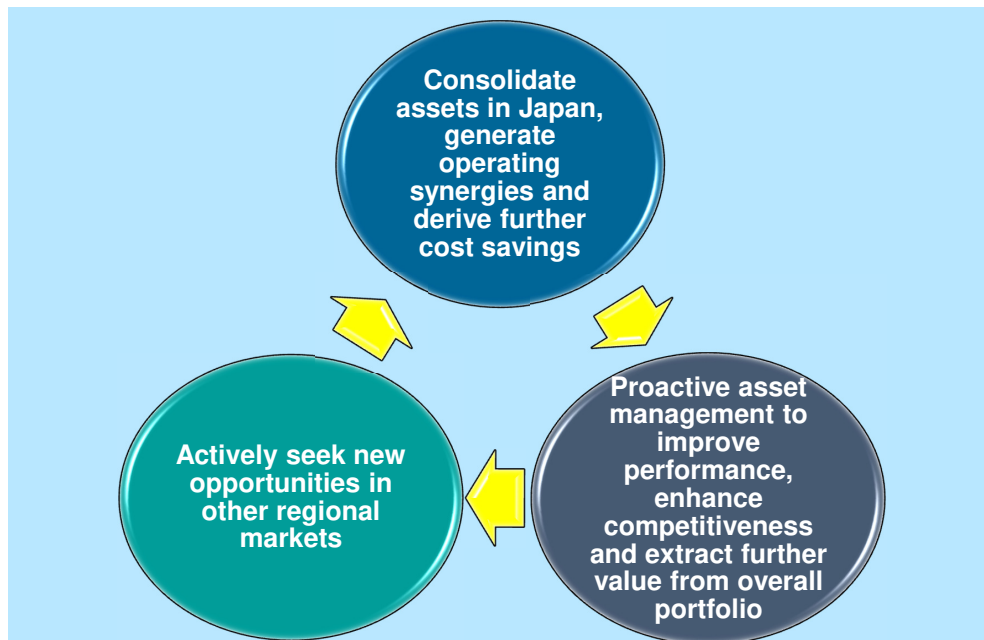 Consolidate
assets in Japan,
generate
operating
synergies and
derive further
cost savings
Proactive asset
management to
improve
performance,
enhance
competitiveness
and extract further
value from overall
portfolio
Actively seek new
opportunities in
other regional
markets